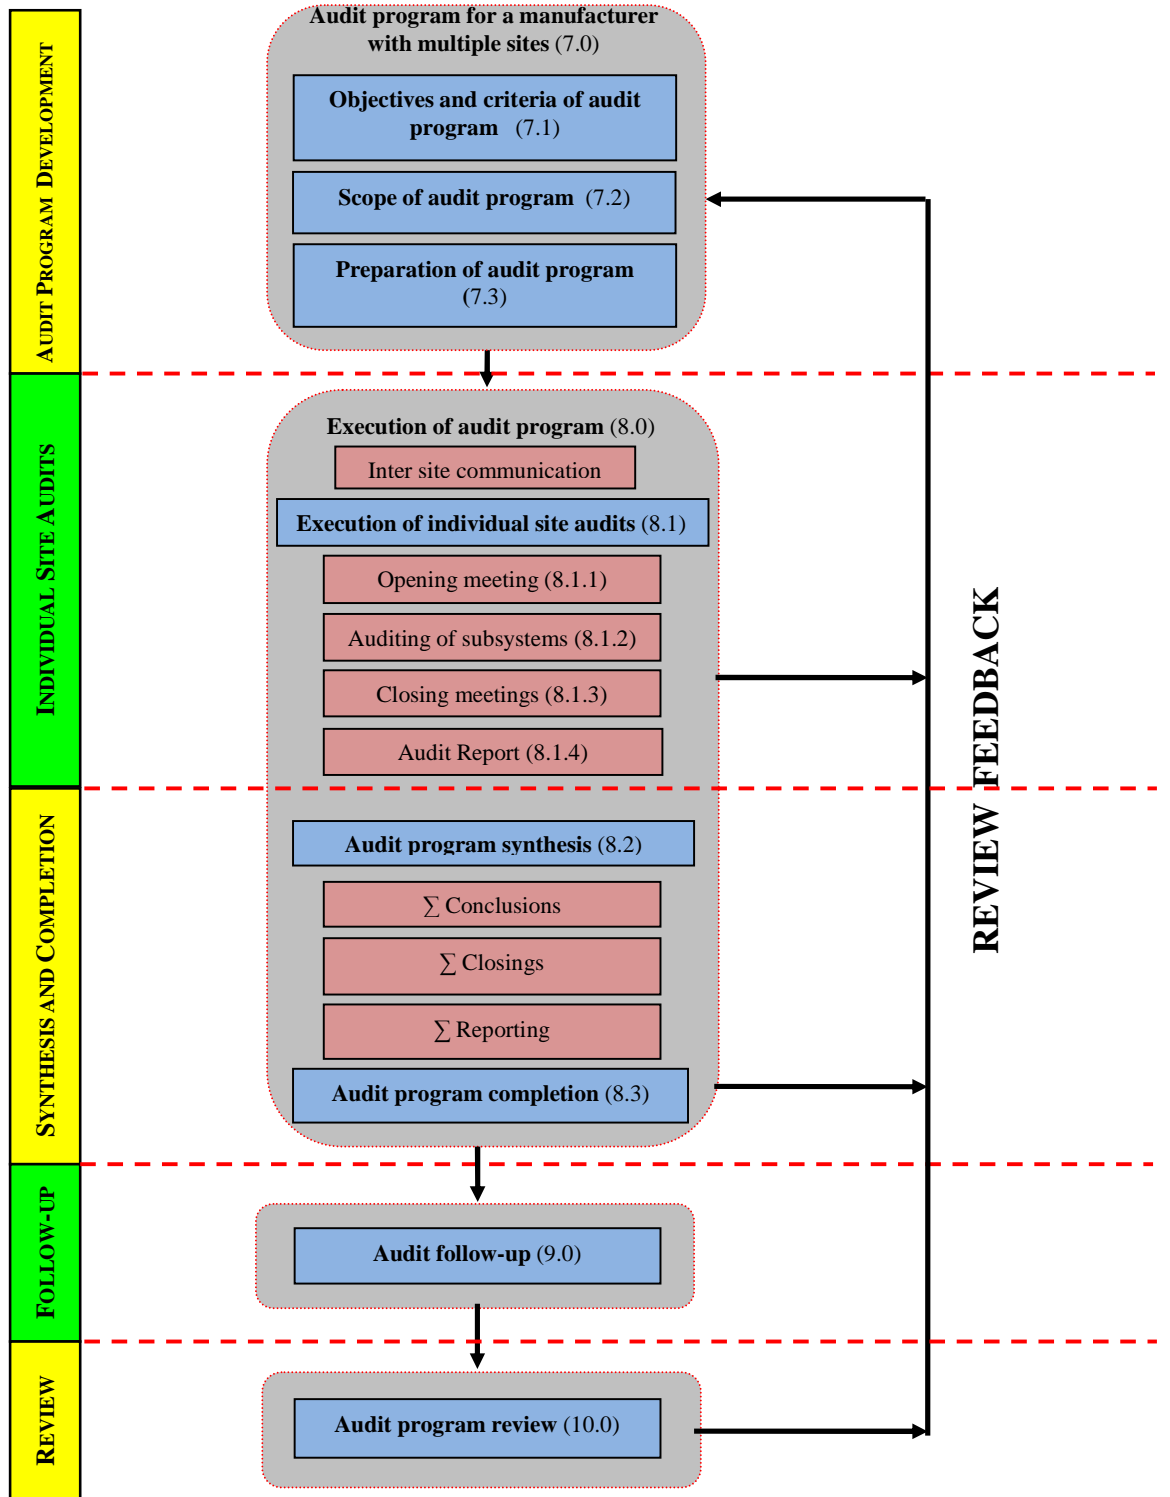 AUDIT PROGRAM DEVELOPMENT
Audit program for a manufacturer
with multiple sites (7.0)
Objectives and criteria of audit
program (7.1)
Scope of audit program (7.2)
Preparation of audit program
(7.3)
INDIVIDUAL SITE AUDITS
Execution of audit program (8.0)
Inter site communication
Execution of individual site audits (8.1)
Opening meeting (8.1.1)
Auditing of subsystems (8.1.2)
Closing meetings (8.1.3)
Audit Report (8.1.4)
SYNTHESIS AND COMPLETION
Audit program synthesis (8.2)
∑ Conclusions
∑ Closings
∑ Reporting
Audit program completion (8.3)
FOLLOW-UP
Audit follow-up (9.0)
REVIEW
Audit program review (10.0)
REVIEW FEEDBACK